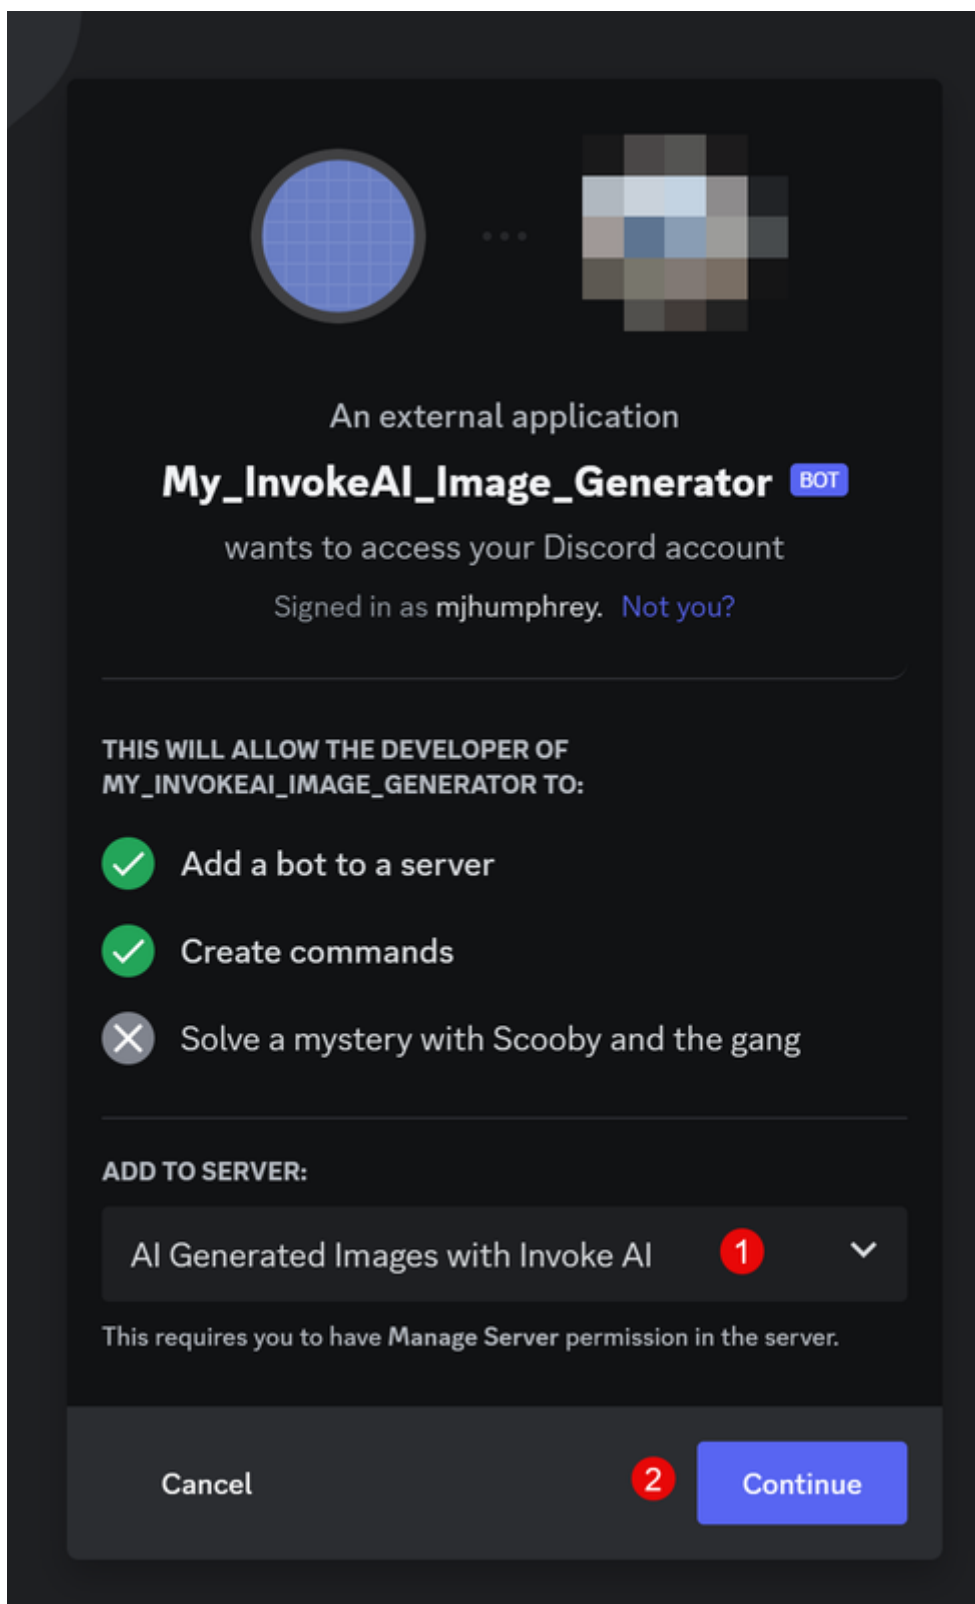 An external application
My_InvokeAI_Image_Generator BOT
wants to access your Discord account
Signed in as mjhumphrey. Not you?
THIS WILL ALLOW THE DEVELOPER OF
MY_INVOKEAI_IMAGE_GENERATOR TO:
Add a bot to a server
Create commands
Solve a mystery with Scooby and the gang
ADD TO SERVER:
AI Generated Images with Invoke AI 1
This requires you to have Manage Server permission in the server.
Cancel 2 Continue